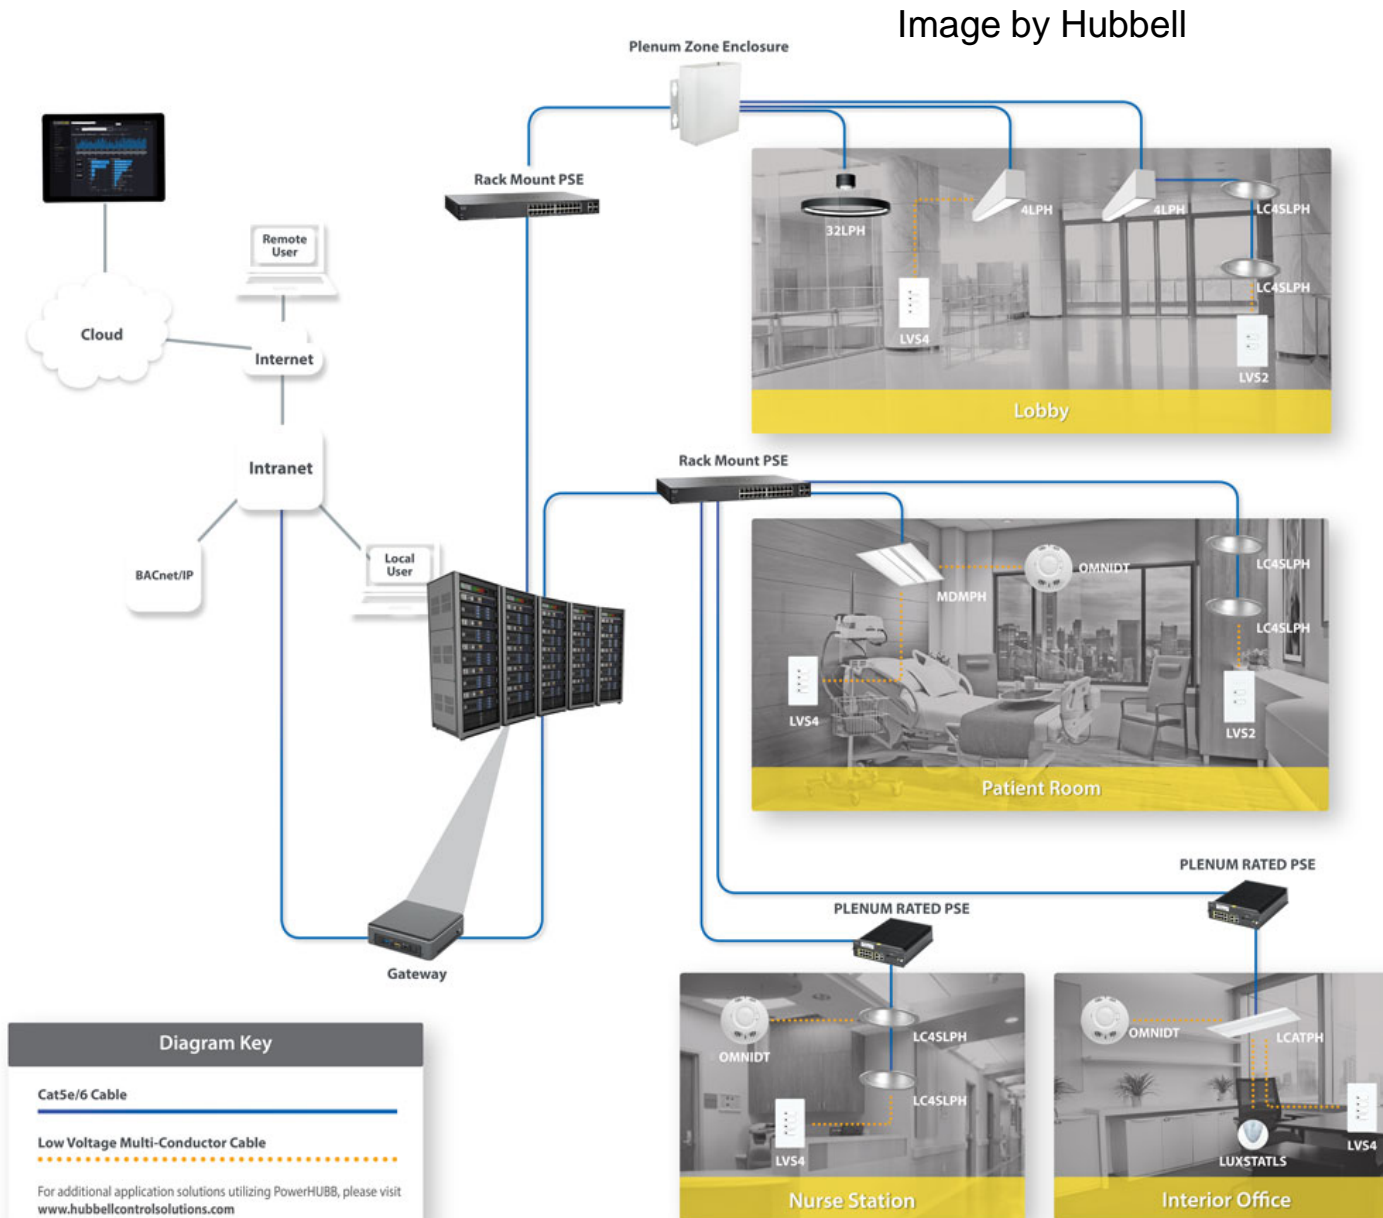 Image by Hubbell
Plenum Zone Enclosure
Rack Mount PSE
32LPH
4LPH
4LPH
LC4SLPH
LC4SLPH
LVS4
LVS2
Lobby
Remote
User
Cloud
Internet
Intranet
BACnet/IP
Local
User
Rack Mount PSE
MDMPH
OMNIDT
LC4SLPH
LC4SLPH
LVS4
LVS2
Patient Room
Gateway
PLENUM RATED PSE
PLENUM RATED PSE
OMNIDT
LC4SLPH
LC4SLPH
LVS4
Nurse Station
OMNIDT
LCATPH
LUXSTATLS
LVS4
Interior Office
Diagram Key
Cat5e/6 Cable
Low Voltage Multi-Conductor Cable
For additional application solutions utilizing PowerHUBB, please visit
www.hubbellcontrolsolutions.com